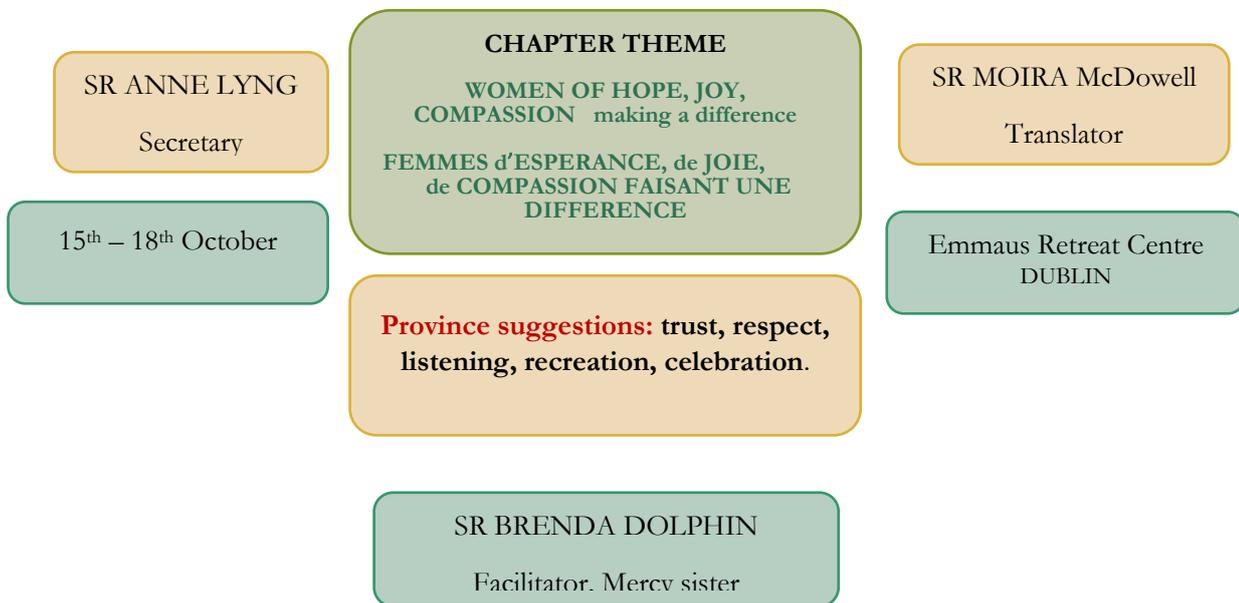 SR ANNE LYNG
Secretary
15th – 18th October
CHAPTER THEME
WOMEN OF HOPE, JOY,
COMPASSION making a difference
FEMMES d'ESPERANCE, de JOIE,
de COMPASSION FAISANT UNE
DIFFERENCE
SR MOIRA McDowell
Translator
Emmaus Retreat Centre
DUBLIN
Province suggestions: trust, respect,
listening, recreation, celebration.
SR BRENDA DOLPHIN
Facilitator, Mercy sister